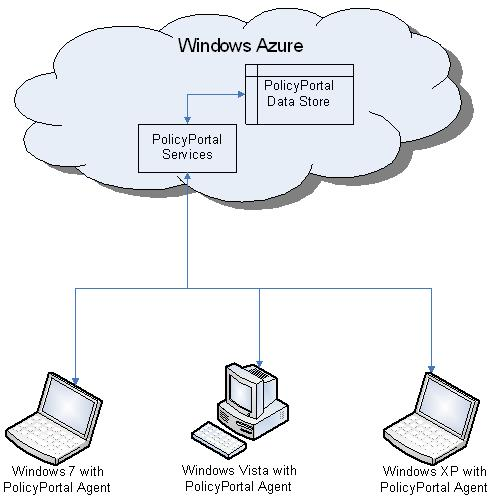 Windows Azure
PolicyPortal
Data Store
PolicyPortal
Services
Windows 7 with
PolicyPortal Agent
Windows Vista with
PolicyPortal Agent
Windows XP with
PolicyPortal Agent